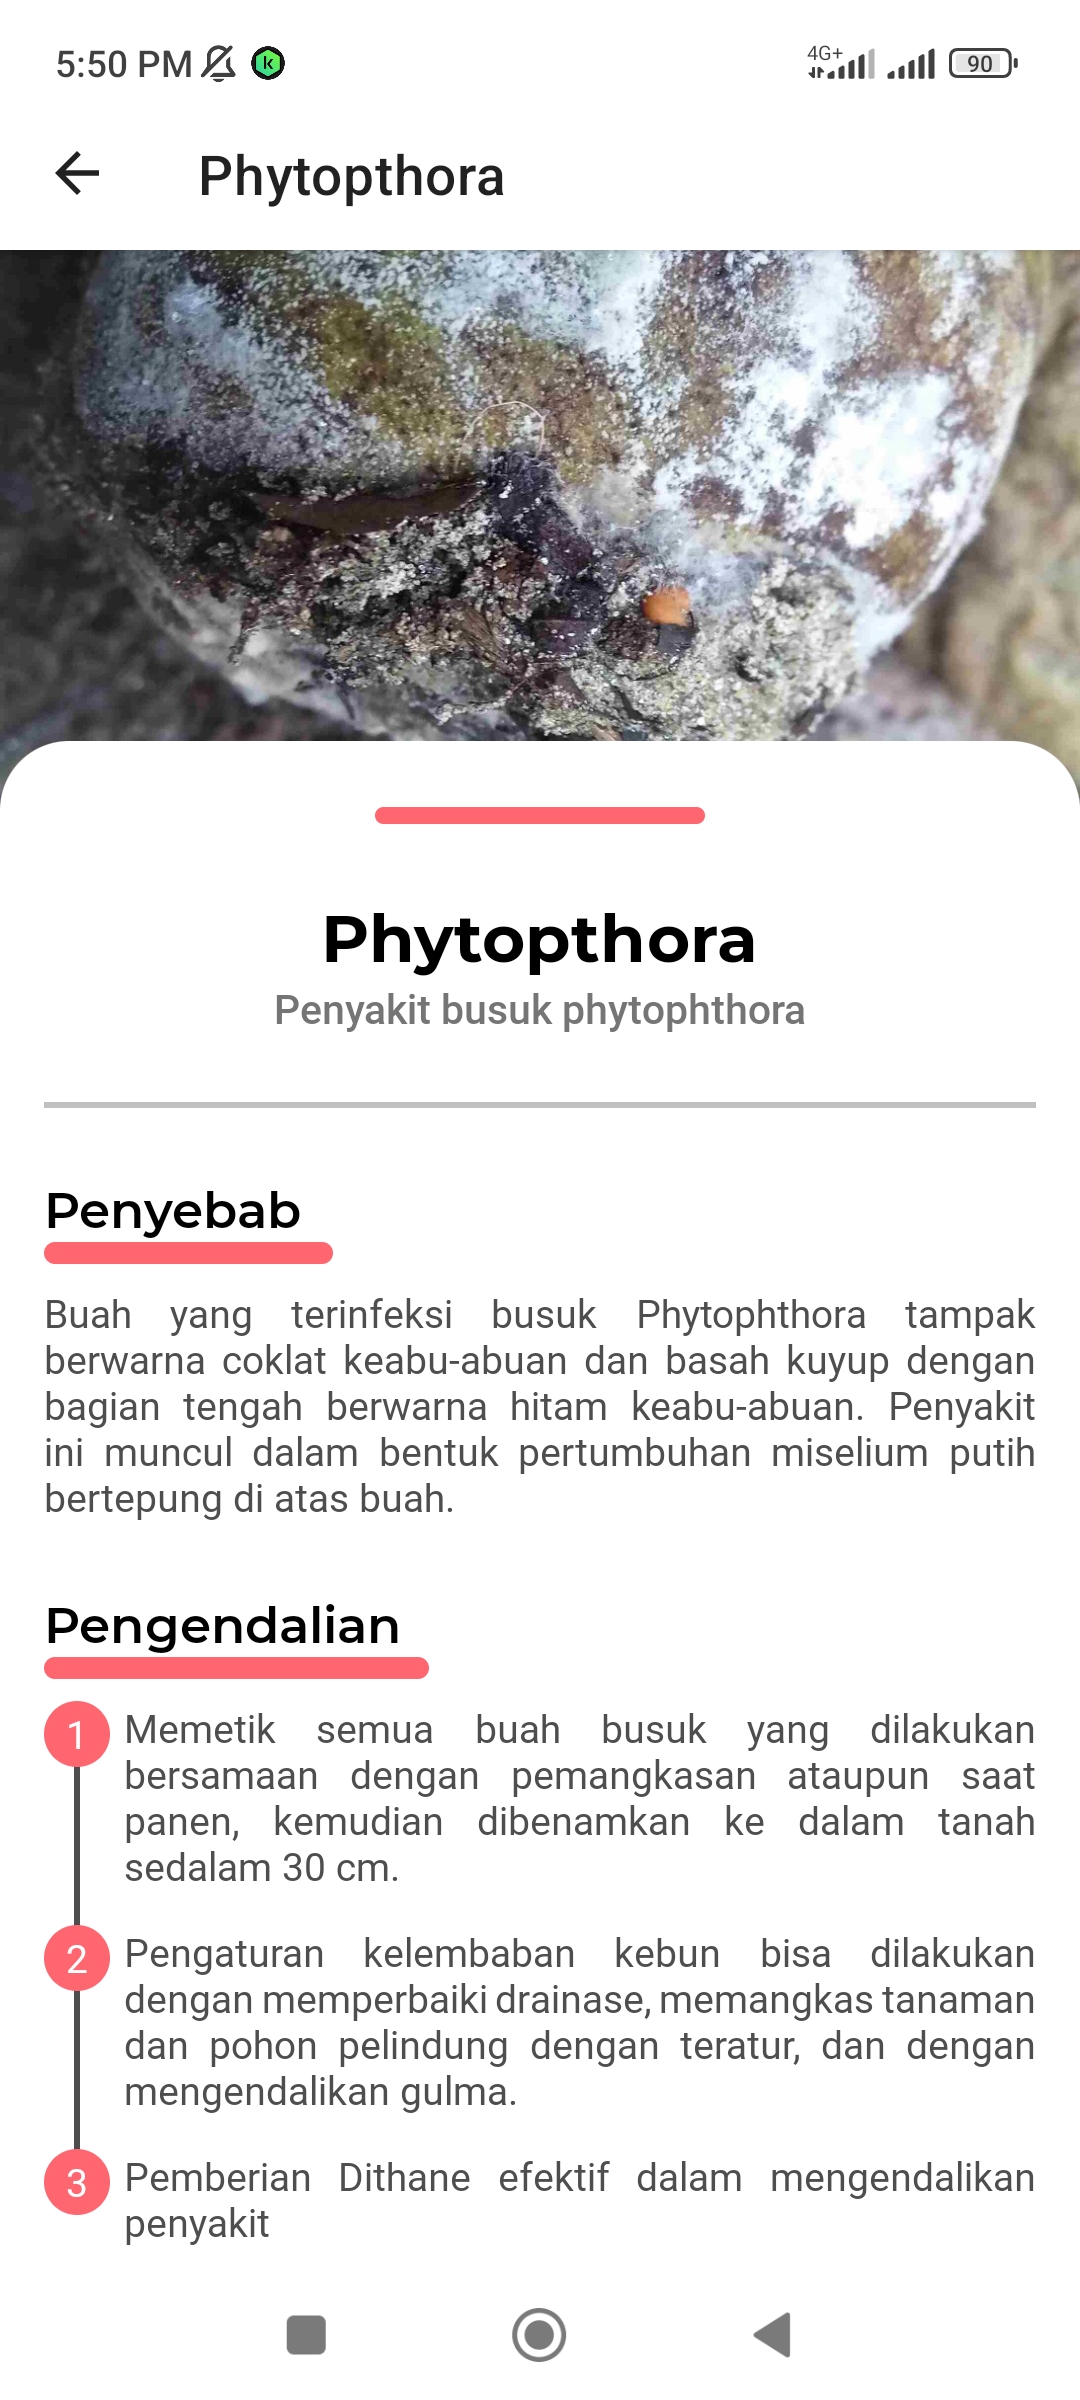 5:50 PM
4G+
90
Phytopthora
Phytopthora
Penyakit busuk phytophthora
Penyebab
Buah yang terinfeksi busuk Phytophthora tampak
berwarna coklat keabu-abuan dan basah kuyup dengan
bagian tengah berwarna hitam keabu-abuan. Penyakit
ini muncul dalam bentuk pertumbuhan miselium putih
bertepung di atas buah.
Pengendalian
1 Memetik semua buah busuk yang dilakukan
bersamaan dengan pemangkasan ataupun saat
panen, kemudian dibenamkan ke dalam tanah
sedalam 30 cm.
2 Pengaturan kelembaban kebun bisa dilakukan
dengan memperbaiki drainase, memangkas tanaman
dan pohon pelindung dengan teratur, dan dengan
mengendalikan gulma.
3 Pemberian Dithane efektif dalam mengendalikan
penyakit